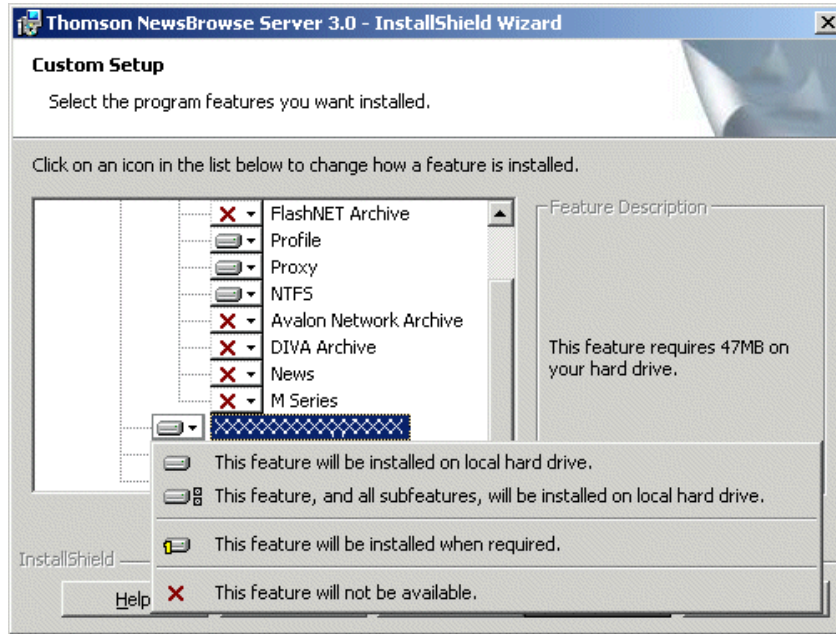 Thomson NewsBrowse Server 3.0 - InstallShield Wizard
Custom Setup
Select the program features you want installed.
Click on an icon in the list below to change how a feature is installed.
FlashNET Archive
Profile
Proxy
NTFS
Avalon Network Archive
DIVA Archive
News
M Series
XXXXXXXXXXXXXXXX
Feature Description
This feature requires 47MB on
your hard drive.
This feature will be installed on local hard drive.
This feature, and all subfeatures, will be installed on local hard drive.
This feature will be installed when required.
This feature will not be available.
InstallShield
Help